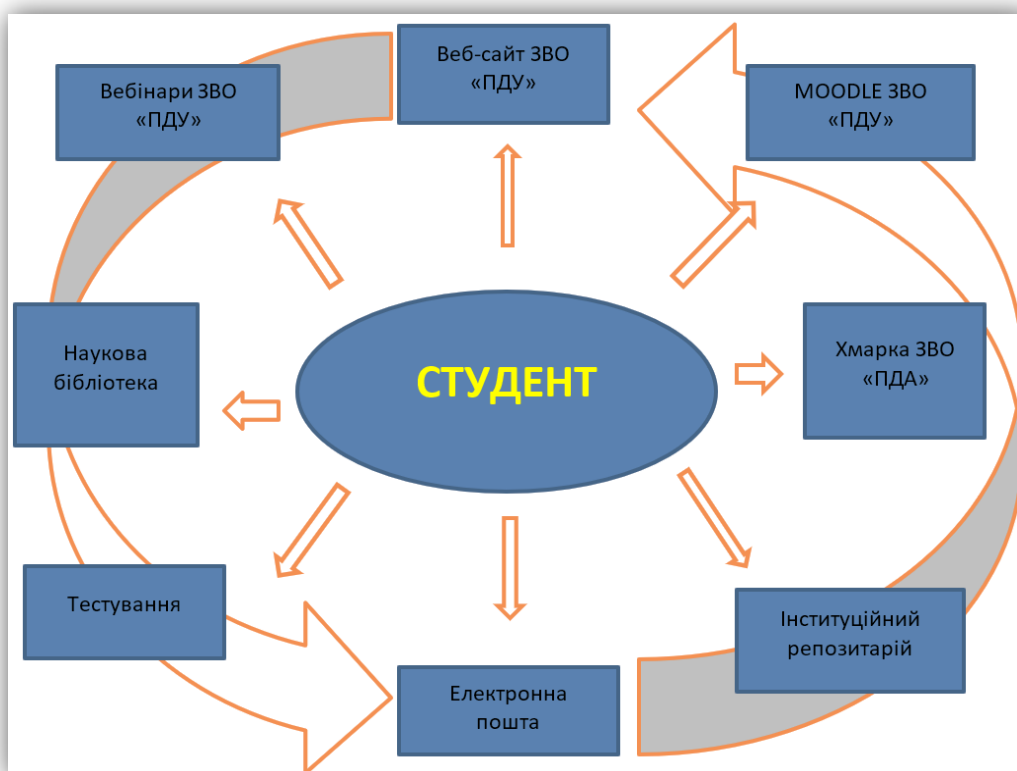 Веб-сайт ЗВО
«ПДУ»
Вебінари ЗВО
«ПДУ»
MOODLE ЗВО
«ПДУ»
Наукова
бібліотека
СТУДЕНТ
Хмарка ЗВО
«ПДА»
Тестування
Інституційний
репозитарій
Електронна
пошта